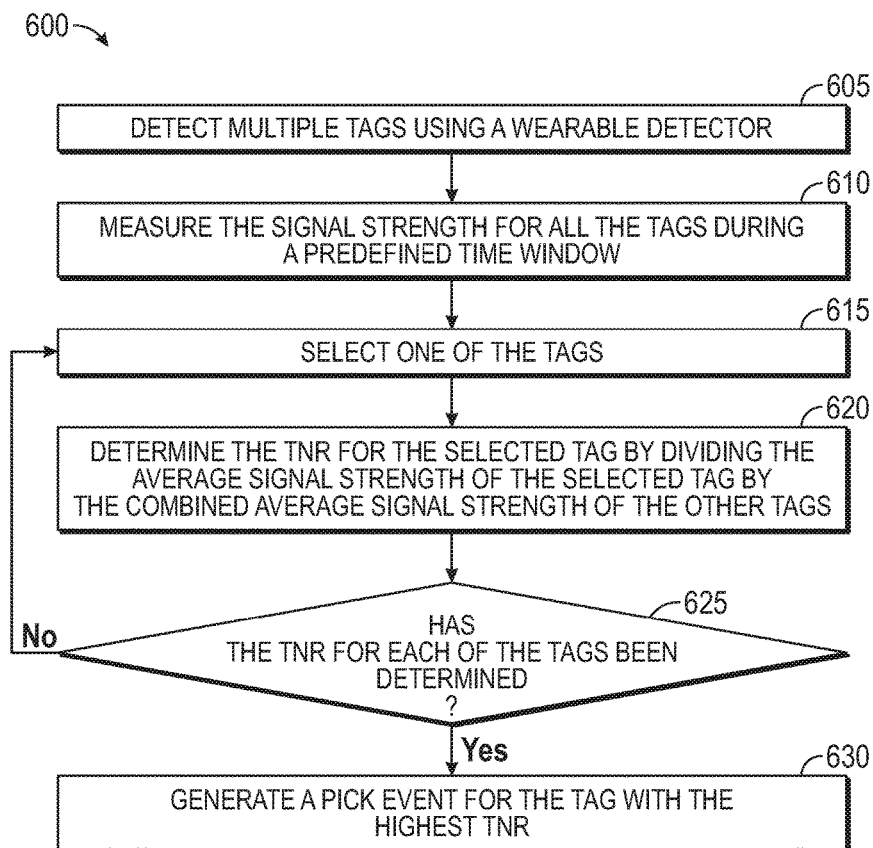 600
605
DETECT MULTIPLE TAGS USING A WEARABLE DETECTOR
610
MEASURE THE SIGNAL STRENGTH FOR ALL THE TAGS DURING
A PREDEFINED TIME WINDOW
615
SELECT ONE OF THE TAGS
620
DETERMINE THE TNR FOR THE SELECTED TAG BY DIVIDING THE
AVERAGE SIGNAL STRENGTH OF THE SELECTED TAG BY
THE COMBINED AVERAGE SIGNAL STRENGTH OF THE OTHER TAGS
625
No
HAS
THE TNR FOR EACH OF THE TAGS BEEN
DETERMINED
?
Yes
630
GENERATE A PICK EVENT FOR THE TAG WITH THE
HIGHEST TNR